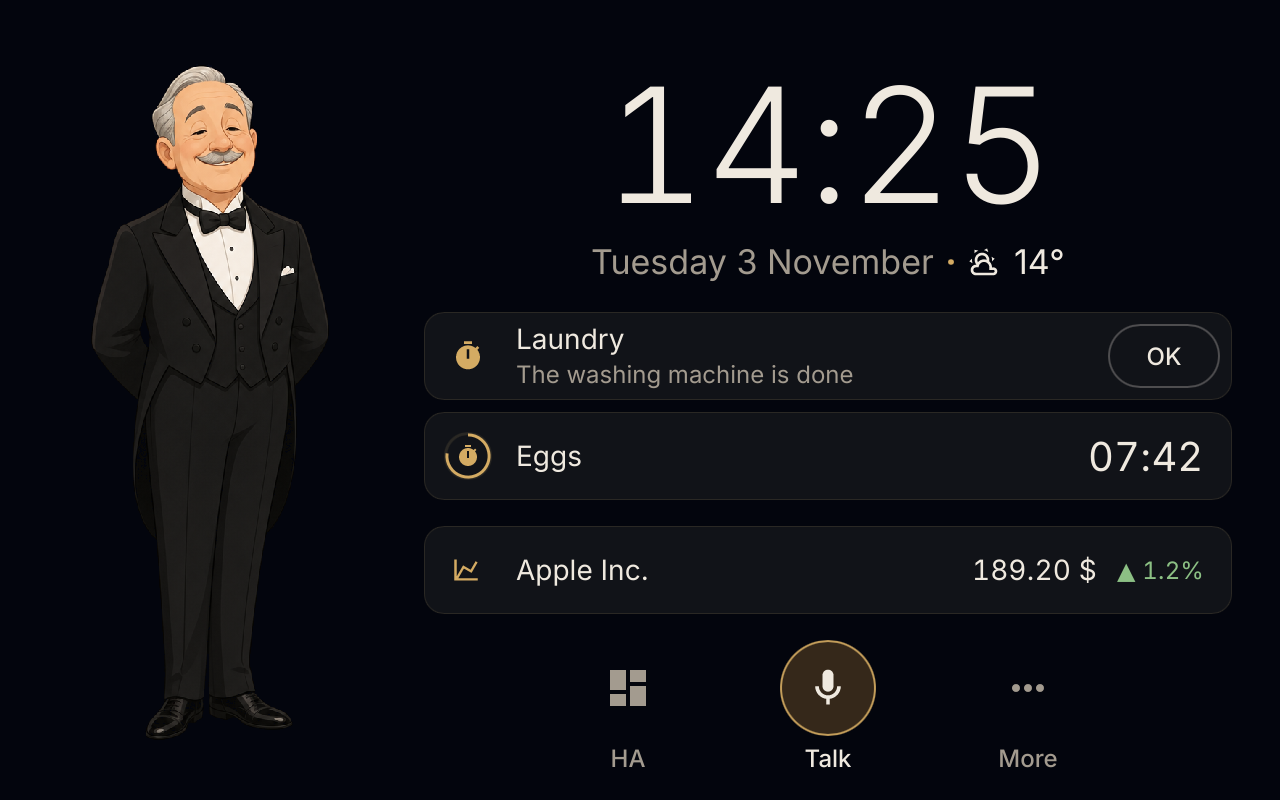 14:25
Tuesday 3 November • 14°
Laundry
The washing machine is done
OK
Eggs
07:42
Apple Inc.
189.20 $ ▲ 1.2%
HA
Talk
More